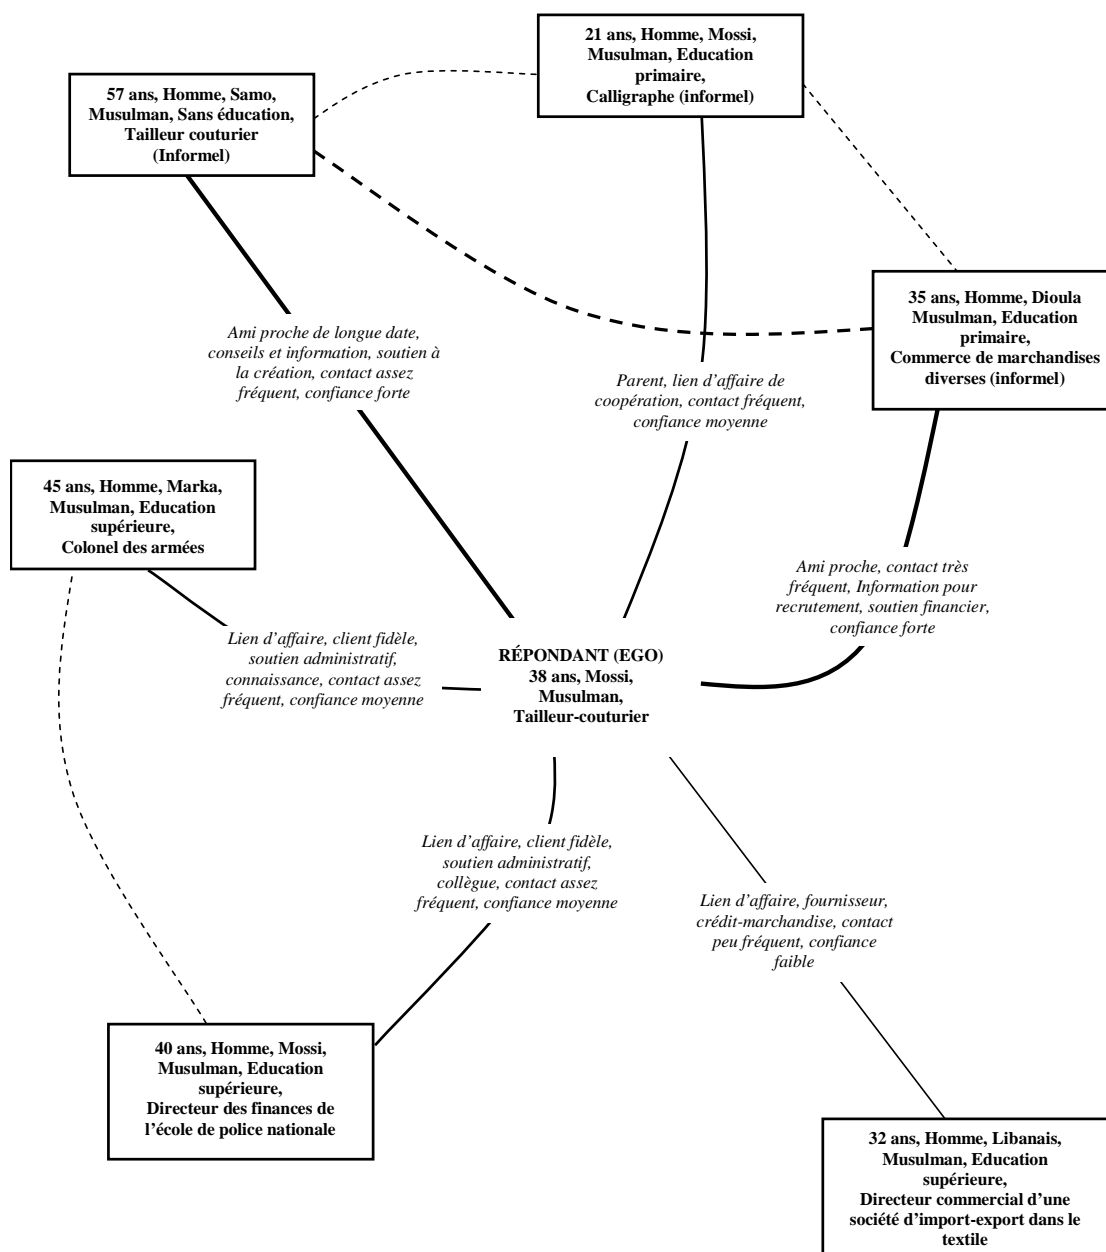 21 ans, Homme, Mossi,
Musulman, Education
primaire,
Calligraphe (informel)
57 ans, Homme, Samo,
Musulman, Sans éducation,
Tailleur couturier
(Informel)
35 ans, Homme, Dioula
Musulman, Education
primaire,
Commerce de marchandises
diverses (informel)
Ami proche de longue date,
conseils et information, soutien à
la création, contact assez
fréquent, confiance forte
Parent, lien d’affaire de
coopération, contact fréquent,
confiance moyenne
45 ans, Homme, Marka,
Musulman, Education
supérieure,
Colonel des armées
Ami proche, contact très
fréquent, Information pour
recrutement, soutien financier,
confiance forte
Lien d’affaire, client fidèle,
soutien administratif,
connaissance, contact assez
fréquent, confiance moyenne
RÉPONDANT (EGO)
38 ans, Mossi,
Musulman,
Tailleur-couturier
Lien d’affaire, client fidèle,
soutien administratif,
collègue, contact assez
fréquent, confiance moyenne
Lien d’affaire, fournisseur,
crédit-marchandise, contact
peu fréquent, confiance
faible
40 ans, Homme, Mossi,
Musulman, Education
supérieure,
Directeur des finances de
l’école de police nationale
32 ans, Homme, Libanais,
Musulman, Education
supérieure,
Directeur commercial d’une
société d’import-export dans le
textile